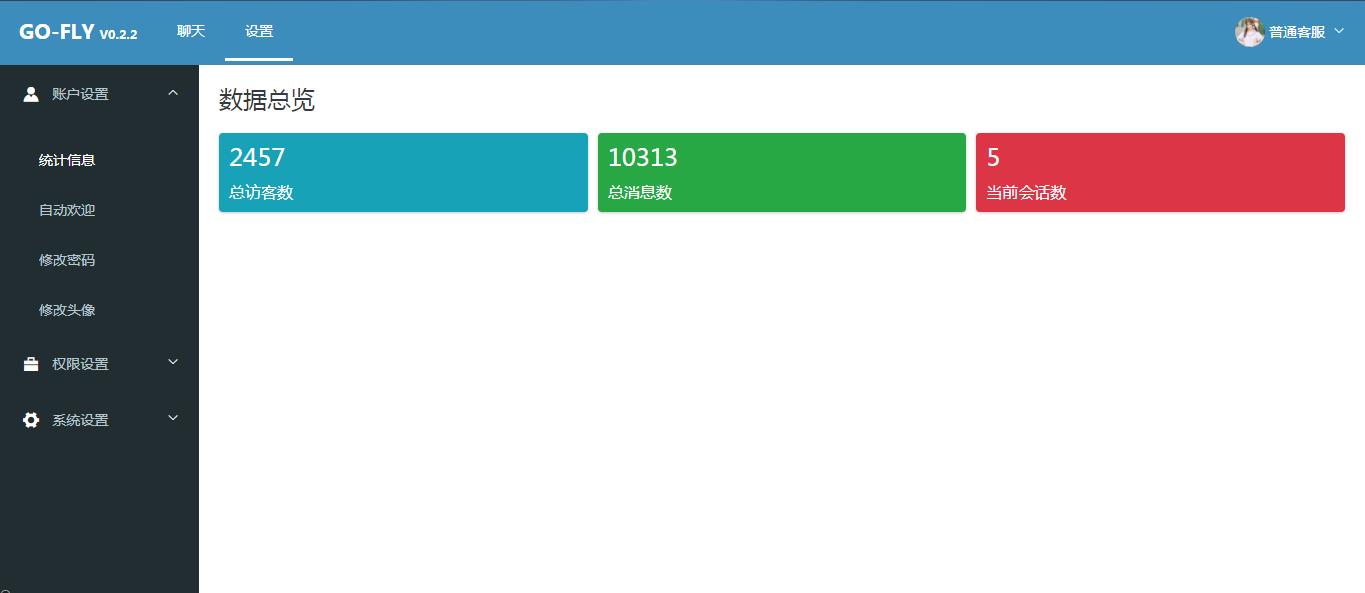 GO-FLY V0.2.2 聊天 设置 普通客服
账户设置
统计信息
自动欢迎
修改密码
修改头像
权限设置
系统设置
数据总览
2457
总访客数
10313
总消息数
5
当前会话数